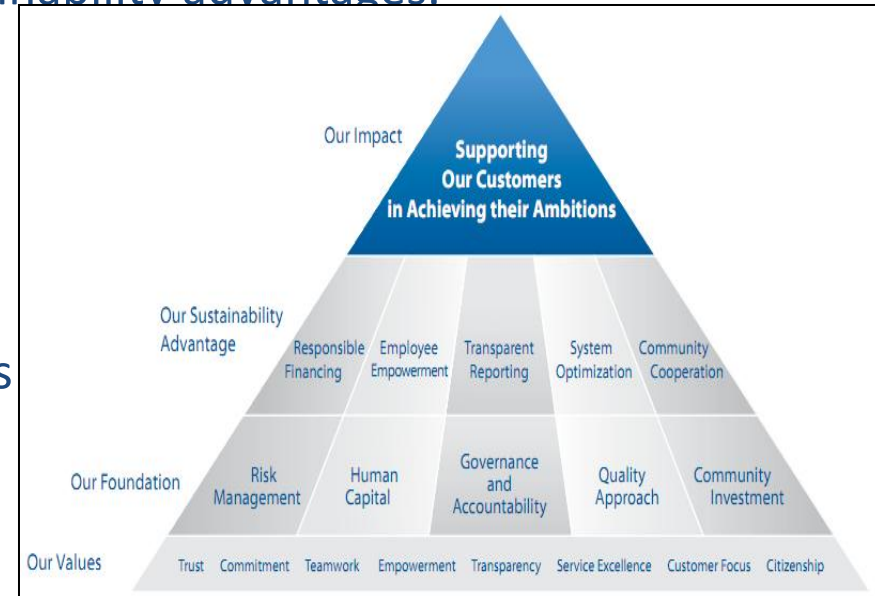 advantages.
s
Our Impact
Supporting
Our Customers
in Achieving their Ambitions
Our Sustainability
Advantage
Responsible
Financing
Employee
Empowerment
Transparent
Reporting
System
Optimization
Community
Cooperation
Our Foundation
Risk
Management
Human
Capital
Governance
and
Accountability
Quality
Approach
Community
Investment
Our Values
Trust Commitment Teamwork Empowerment Transparency Service Excellence Customer Focus Citizenship